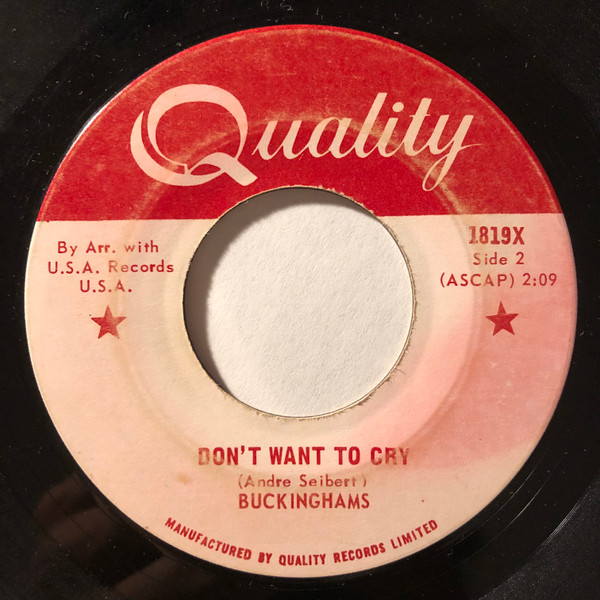 Quality
By Arr. with
U.S.A. Records
U.S.A.
1819X
Side 2
(ASCAP) 2:09
DON'T WANT TO CRY
(Andre Seibert)
BUCKINGHAMS
MANUFACTURED BY QUALITY RECORDS LIMITED